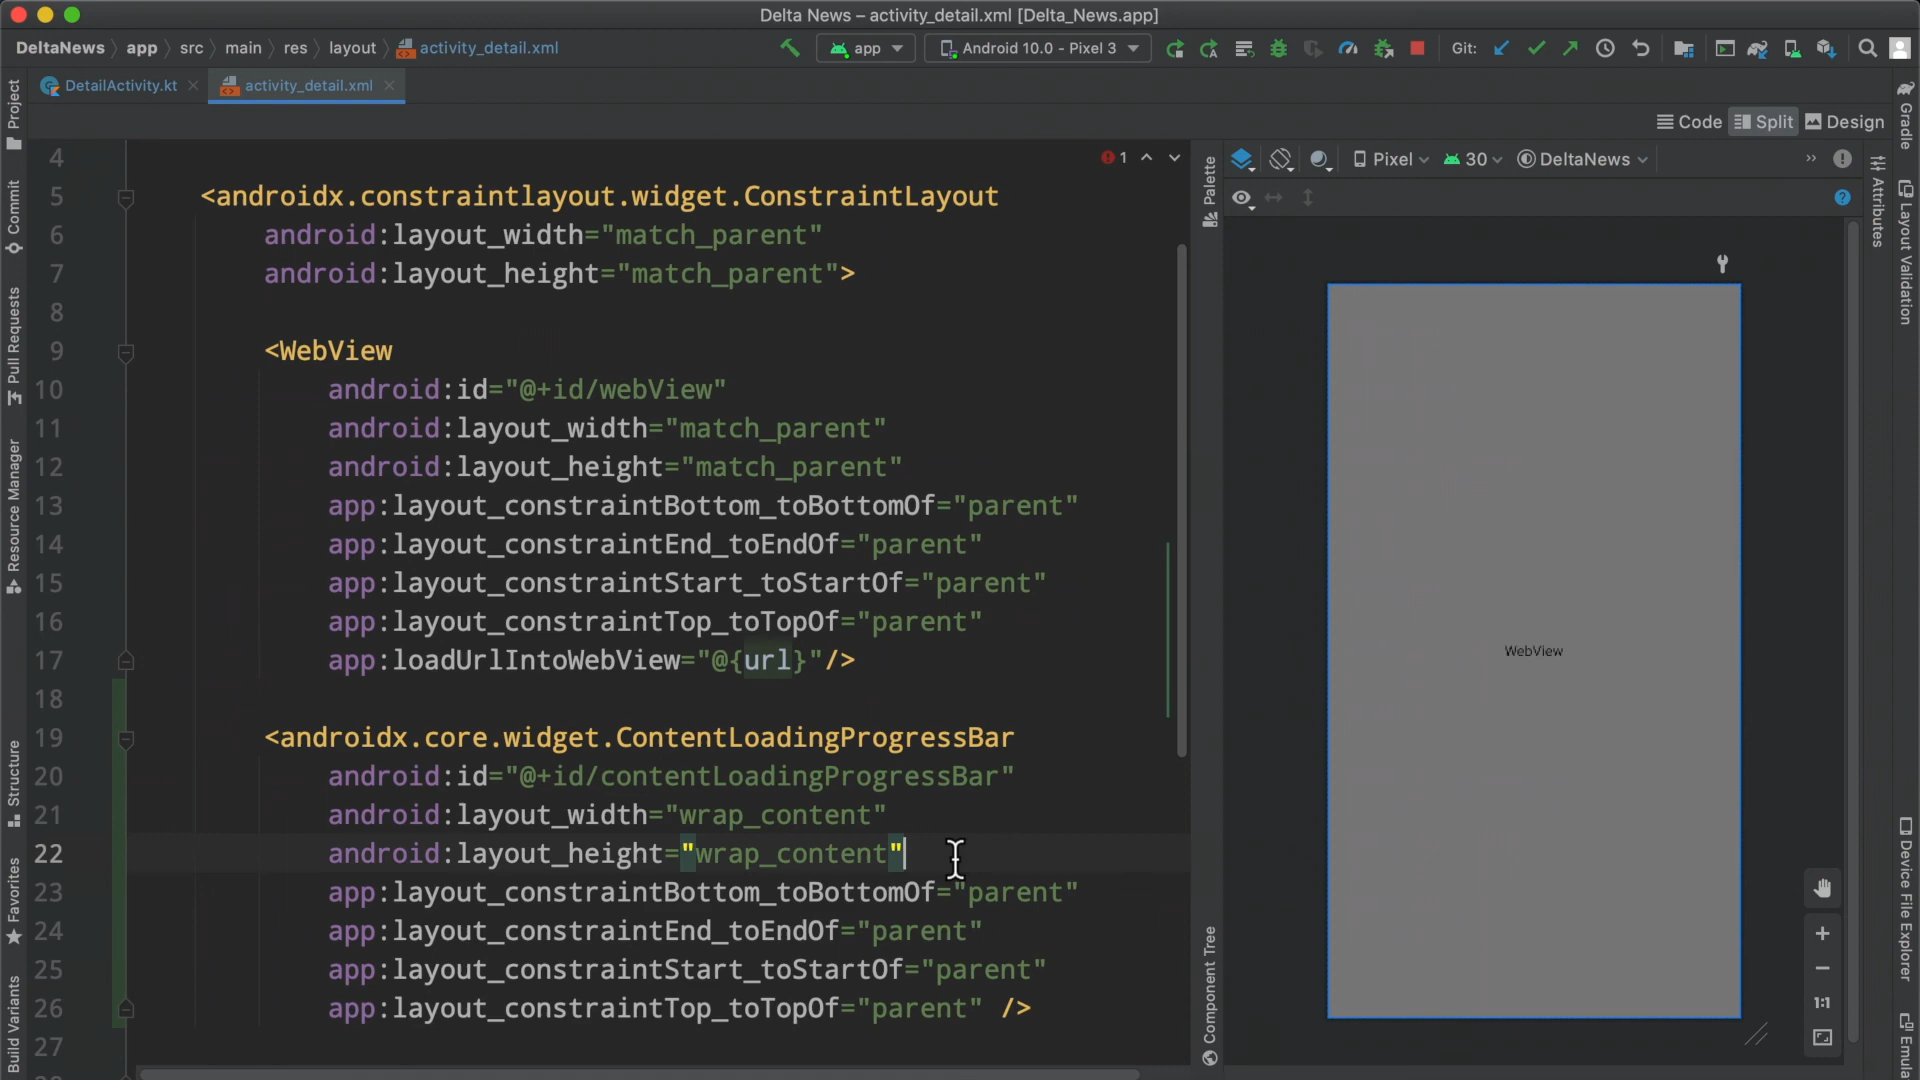 Delta News – activity_detail.xml [Delta_News.app]
DeltaNews app src main res layout activity_detail.xml
app Android 10.0 - Pixel 3 Git:
DetailActivity.kt activity_detail.xml
Code Split Design
Project
Commit
Pull Requests
Resource Manager
Structure
Favorites
Build Variants
4
5 <androidx.constraintlayout.widget.ConstraintLayout
6 android:layout_width="match_parent"
7 android:layout_height="match_parent">
8
9 <WebView
10 android:id="@+id/webView"
11 android:layout_width="match_parent"
12 android:layout_height="match_parent"
13 app:layout_constraintBottom_toBottomOf="parent"
14 app:layout_constraintEnd_toEndOf="parent"
15 app:layout_constraintStart_toStartOf="parent"
16 app:layout_constraintTop_toTopOf="parent"
17 app:loadUrlIntoWebView="@{url}"/>
18
19 <androidx.core.widget.ContentLoadingProgressBar
20 android:id="@+id/contentLoadingProgressBar"
21 android:layout_width="wrap_content"
22 android:layout_height="wrap_content"
23 app:layout_constraintBottom_toBottomOf="parent"
24 app:layout_constraintEnd_toEndOf="parent"
25 app:layout_constraintStart_toStartOf="parent"
26 app:layout_constraintTop_toTopOf="parent" />
27
1
Palette
Component Tree
Pixel 30 DeltaNews
WebView
1:1
Attributes
Gradle
Layout Validation
Device File Explorer